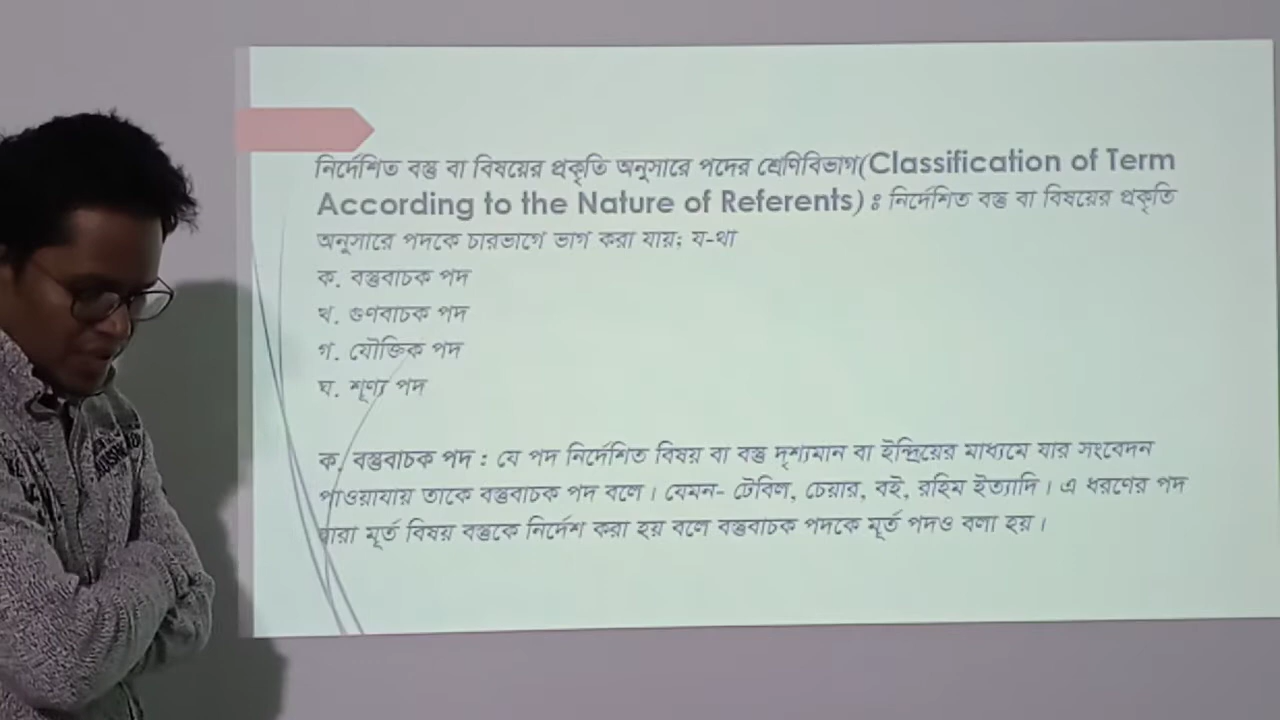 নির্দেশিত বস্তু বা বিষয়ের প্রকৃতি অনুসারে পদের শ্রেণিবিভাগ(Classification of Term
According to the Nature of Referents) ঃ নির্দেশিত বস্তু বা বিষয়ের প্রকৃতি
অনুসারে পদকে চারভাগে ভাগ করা যায়; য-থা
ক. বস্তুবাচক পদ
খ. গুণবাচক পদ
গ. যৌক্তিক পদ
ঘ. শূণ্য পদ
ক. বস্তুবাচক পদ : যে পদ নির্দেশিত বিষয় বা বস্তু দৃশ্যমান বা ইন্দ্রিয়ের মাধ্যমে যার সংবেদন
পাওয়াযায় তাকে বস্তুবাচক পদ বলে। যেমন- টেবিল, চেয়ার, বই, রহিম ইত্যাদি। এ ধরণের পদ
দ্বারা মূর্ত বিষয় বস্তুকে নির্দেশ করা হয় বলে বস্তুবাচক পদকে মূর্ত পদও বলা হয়।